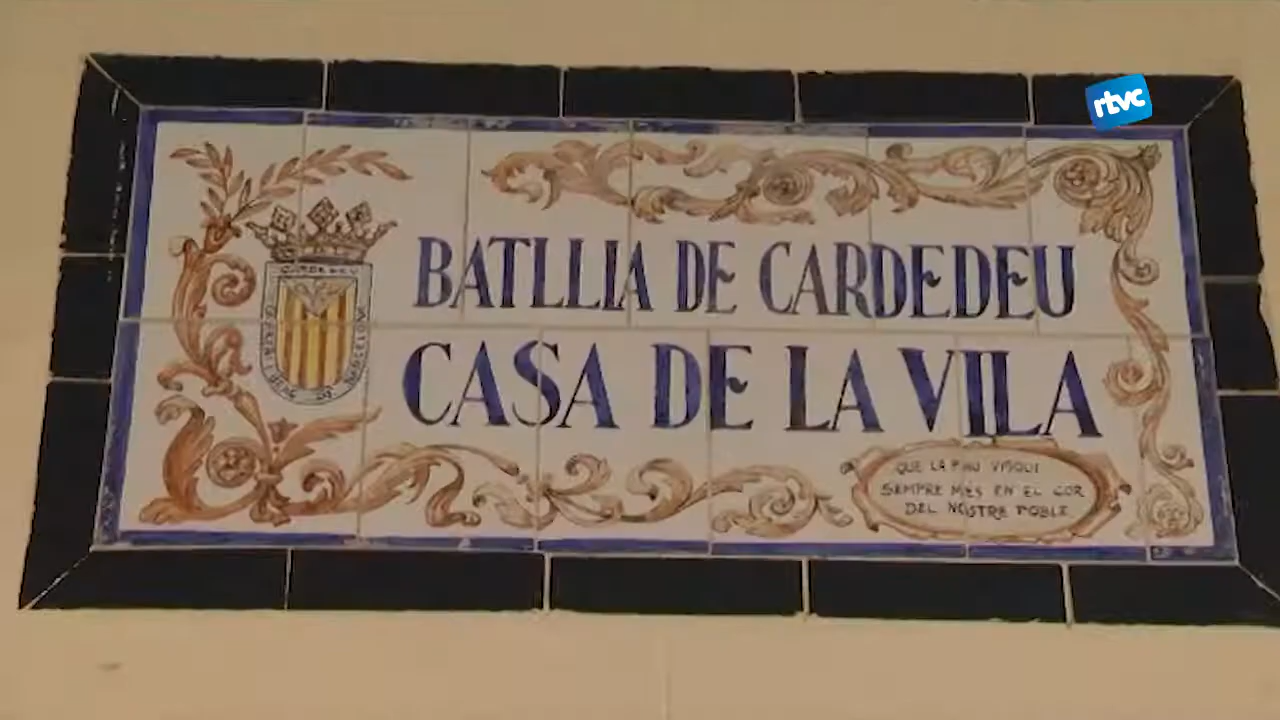 rtvc
BATLLIA DE CARDEDEU
CASA DE LA VILA
CARDEDEU
QUE LA PAU VISQUI
SEMPRE MÉS EN EL COR
DEL NOSTRE POBLE